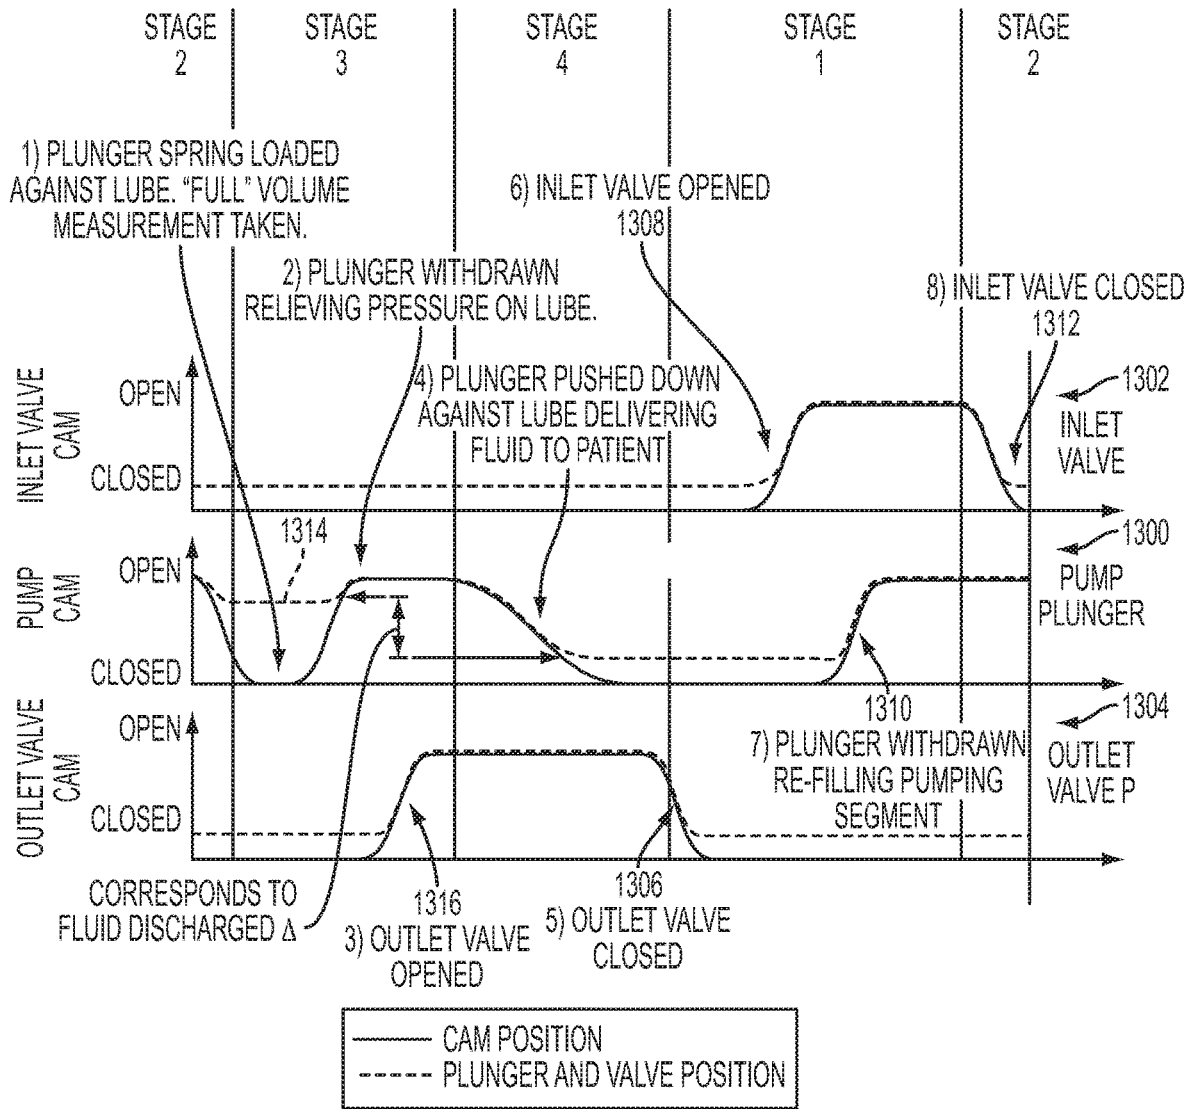 STAGE
2
STAGE
3
STAGE
4
STAGE
1
STAGE
2
1) PLUNGER SPRING LOADED
AGAINST LUBE. "FULL" VOLUME
MEASUREMENT TAKEN.
2) PLUNGER WITHDRAWN
RELIEVING PRESSURE ON LUBE.
6) INLET VALVE OPENED
1308
8) INLET VALVE CLOSED
1312
4) PLUNGER PUSHED DOWN
AGAINST LUBE DELIVERING
FLUID TO PATIENT
INLET VALVE
CAM
OPEN
CLOSED
1302
INLET
VALVE
1314
PUMP
CAM
OPEN
CLOSED
1300
PUMP
PLUNGER
OUTLET VALVE
CAM
OPEN
CLOSED
1310
7) PLUNGER WITHDRAWN
RE-FILLING PUMPING
SEGMENT
1304
OUTLET
VALVE P
CORRESPONDS TO
FLUID DISCHARGED Δ
1316
3) OUTLET VALVE
OPENED
1306
5) OUTLET VALVE
CLOSED
CAM POSITION
PLUNGER AND VALVE POSITION